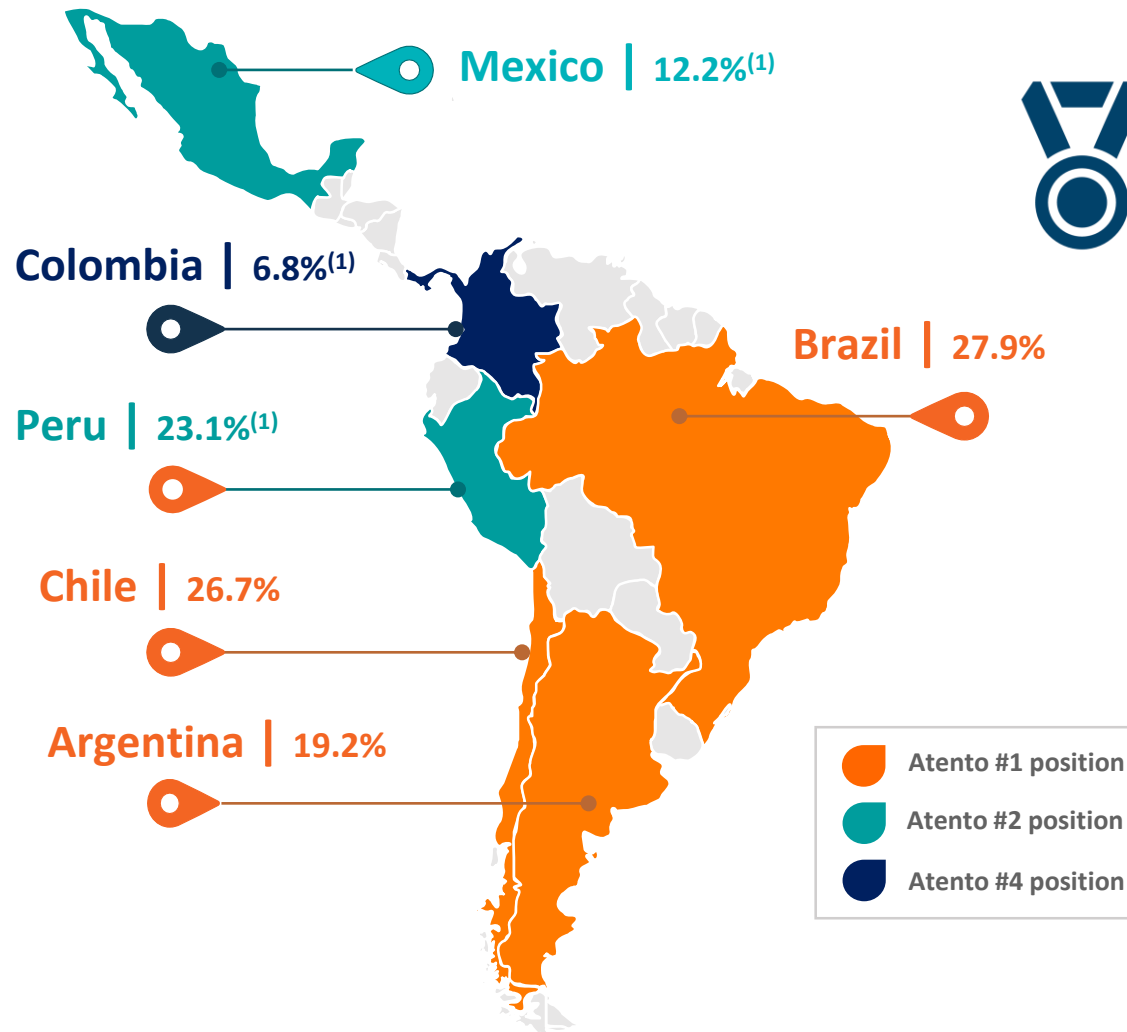 Mexico | 12.2%(1)
Colombia | 6.8%(1)
Brazil | 27.9%
Peru | 23.1%(1)
Chile | 26.7%
Argentina | 19.2%
Atento #1 position
Atento #2 position
Atento #4 position